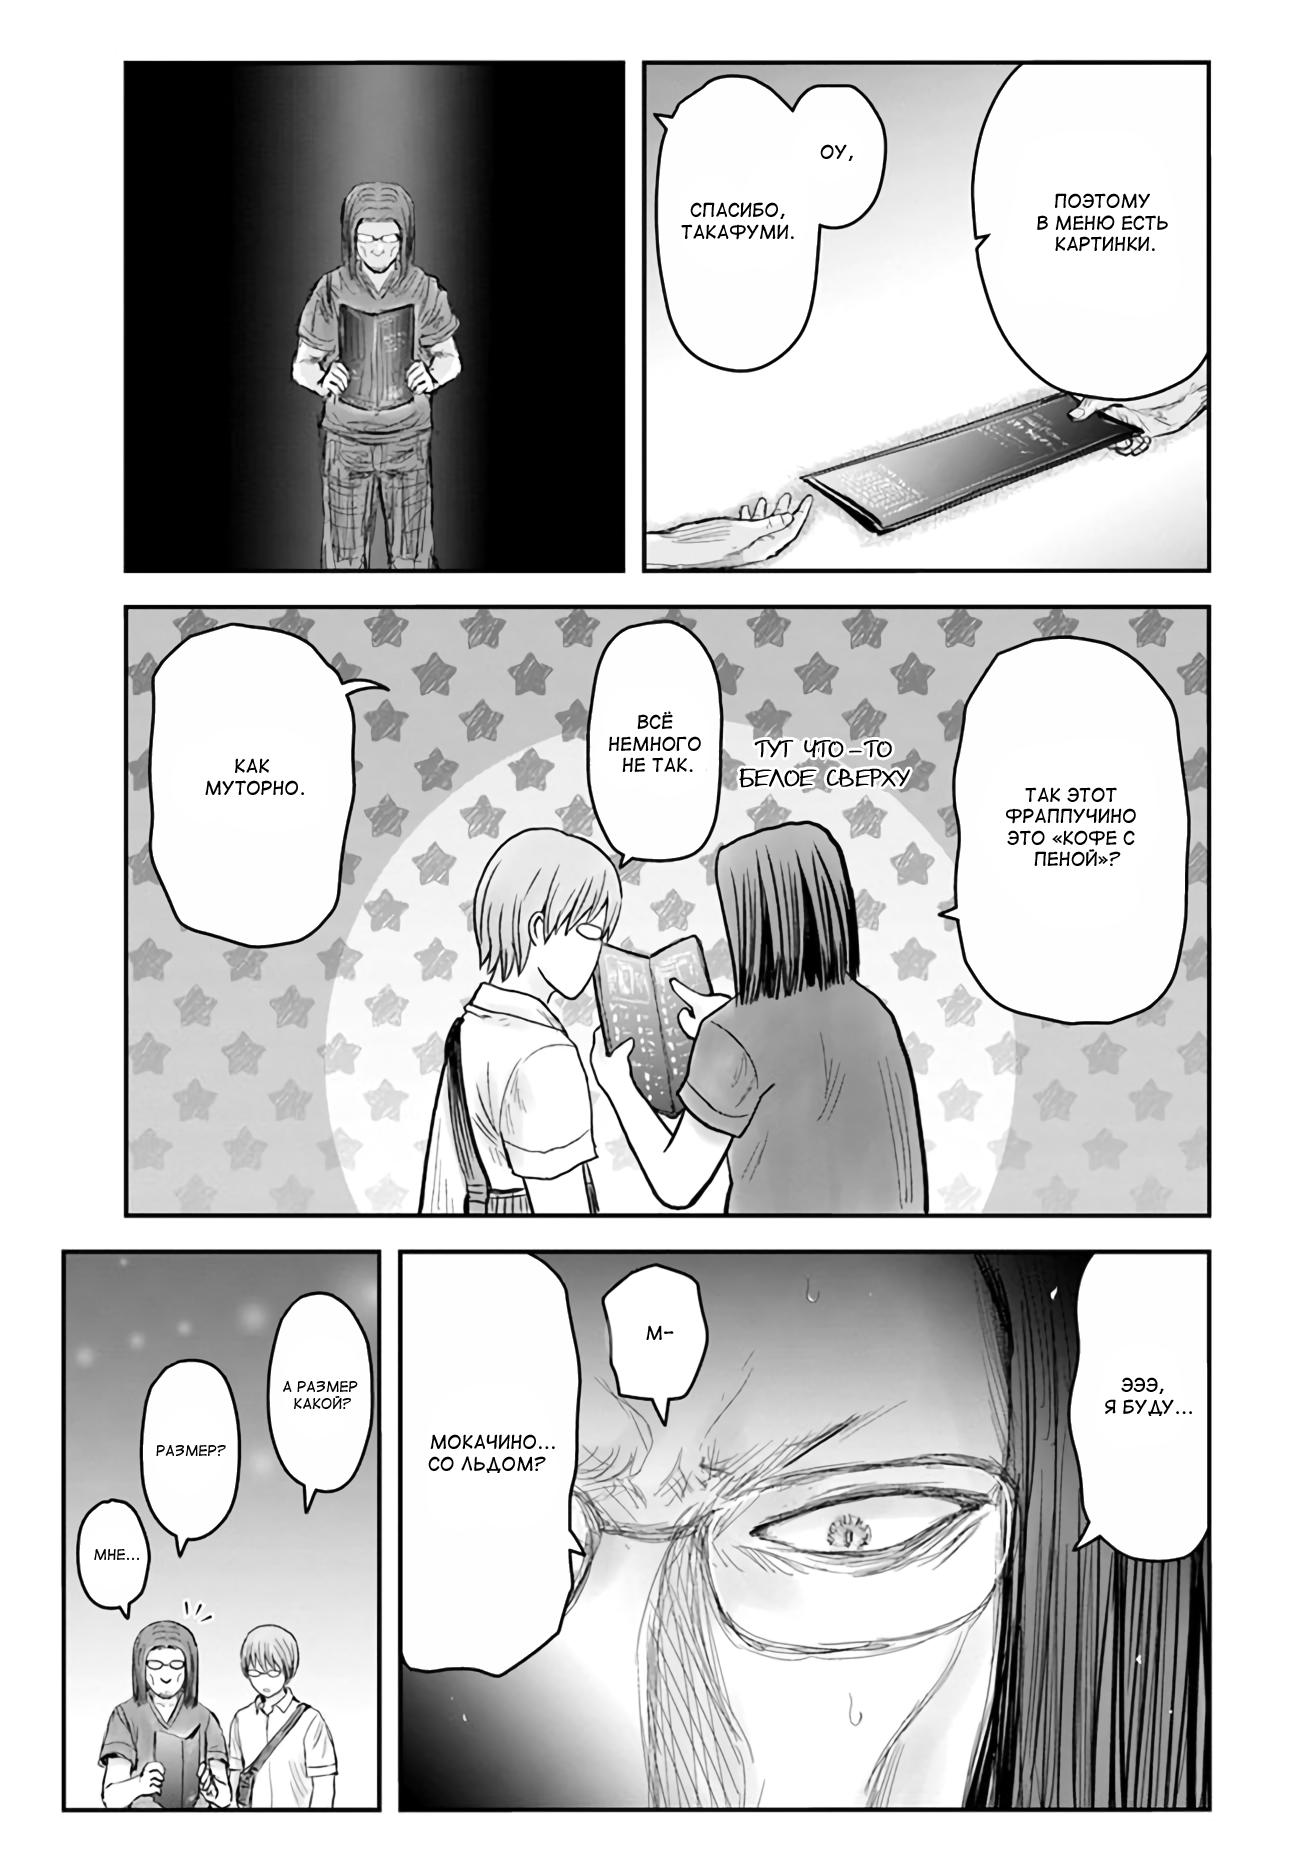 ПОЭТОМУ
В МЕНЮ ЕСТЬ
КАРТИНКИ.
ОУ,
СПАСИБО,
ТАКАФУМИ.
ТАК ЭТОТ
ФРАППУЧИНО
ЭТО «КОФЕ С
ПЕНОЙ»?
ТУТ ЧТО-ТО
БЕЛОЕ СВЕРХУ
ВСЁ
НЕМНОГО
НЕ ТАК.
КАК
МУТОРНО.
ЭЭЭ,
Я БУДУ...
М-
МОКАЧИНО...
СО ЛЬДОМ?
А РАЗМЕР
КАКОЙ?
РАЗМЕР?
МНЕ...